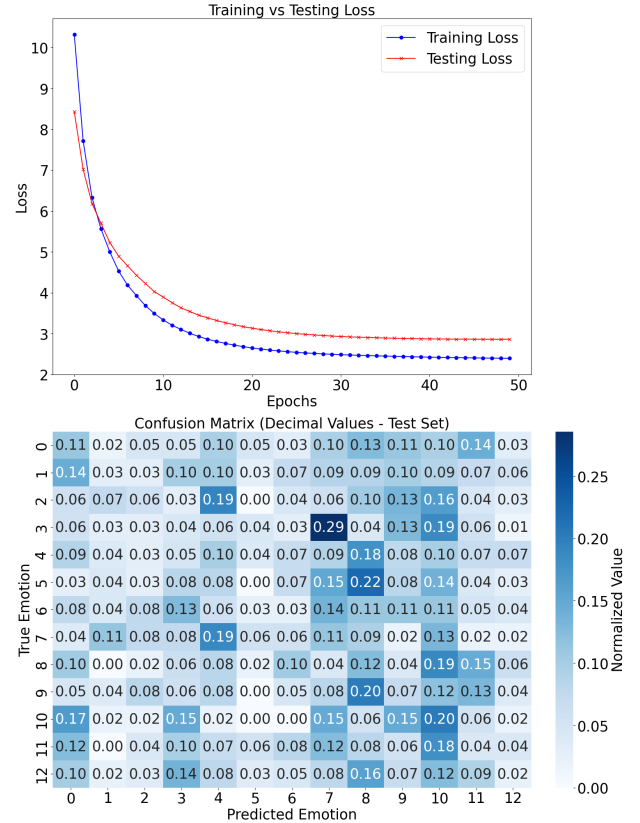 Training vs Testing Loss
10
9
8
7
6
5
4
3
2
Loss
Training Loss
Testing Loss
0 10 20 30 40 50
Epochs
Confusion Matrix (Decimal Values - Test Set)
True Emotion
0 0.11 0.02 0.05 0.05 0.10 0.05 0.03 0.10 0.13 0.11 0.10 0.14 0.03
1 0.14 0.03 0.03 0.10 0.10 0.03 0.07 0.09 0.09 0.10 0.09 0.07 0.06
2 0.06 0.07 0.06 0.03 0.19 0.00 0.04 0.06 0.10 0.13 0.16 0.04 0.03
3 0.06 0.03 0.03 0.04 0.06 0.04 0.03 0.29 0.04 0.13 0.19 0.06 0.01
4 0.09 0.04 0.03 0.05 0.10 0.04 0.07 0.09 0.18 0.08 0.10 0.07 0.07
5 0.03 0.04 0.04 0.08 0.08 0.00 0.07 0.15 0.22 0.08 0.14 0.04 0.03
6 0.08 0.04 0.08 0.13 0.06 0.03 0.03 0.14 0.11 0.11 0.11 0.05 0.04
7 0.04 0.11 0.08 0.08 0.19 0.06 0.06 0.11 0.09 0.02 0.13 0.02 0.02
8 0.10 0.00 0.02 0.06 0.08 0.02 0.10 0.04 0.12 0.04 0.19 0.15 0.06
9 0.05 0.04 0.08 0.06 0.08 0.00 0.05 0.08 0.20 0.07 0.12 0.13 0.04
10 0.17 0.02 0.02 0.15 0.02 0.00 0.00 0.15 0.06 0.15 0.20 0.06 0.02
11 0.12 0.00 0.04 0.10 0.07 0.06 0.08 0.12 0.08 0.06 0.18 0.04 0.04
12 0.10 0.02 0.03 0.14 0.08 0.03 0.05 0.08 0.16 0.07 0.12 0.09 0.02
0 1 2 3 4 5 6 7 8 9 10 11 12
Predicted Emotion
0.25
0.20
0.15
0.10
0.05
0.00
Normalized Value